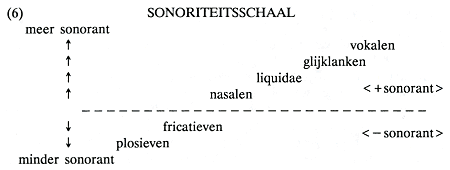 (6) SONORITEITSSCHAAL
meer sonorant
↑ vokalen
↑ glijklanken
↑ liquidae <+sonorant>
↑ nasalen
↓ fricatieven <−sonorant>
↓ plosieven
minder sonorant